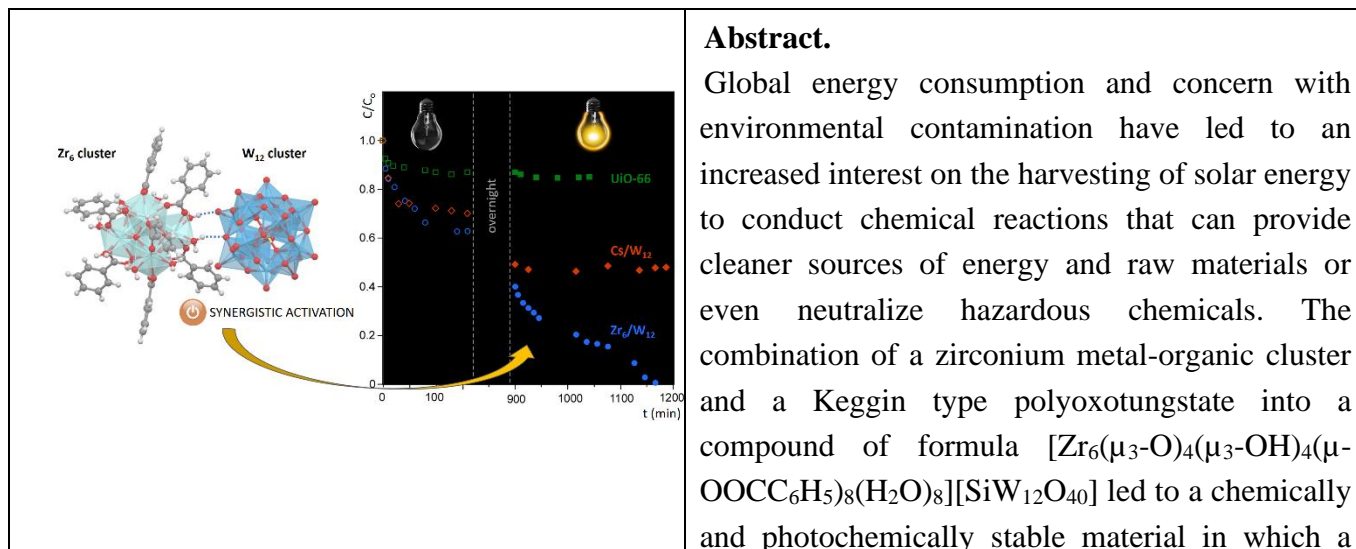 Zr₆ cluster
W₁₂ cluster
SYNERGISTIC ACTIVATION
C/Cₒ
1.0
0.8
0.6
0.4
0.2
0
overnight
UiO-66
Cs/W₁₂
Zr₆/W₁₂
0 100 900 1000 1100 1200
t (min)
Abstract.
Global energy consumption and concern with
environmental contamination have led to an
increased interest on the harvesting of solar energy
to conduct chemical reactions that can provide
cleaner sources of energy and raw materials or
even neutralize hazardous chemicals. The
combination of a zirconium metal-organic cluster
and a Keggin type polyoxotungstate into a
compound of formula [Zr₆(µ₃-O)₄(µ₃-OH)₄(µ-
OOCC₆H₅)₈(H₂O)₈][SiW₁₂O₄₀] led to a chemically
and photochemically stable material in which a